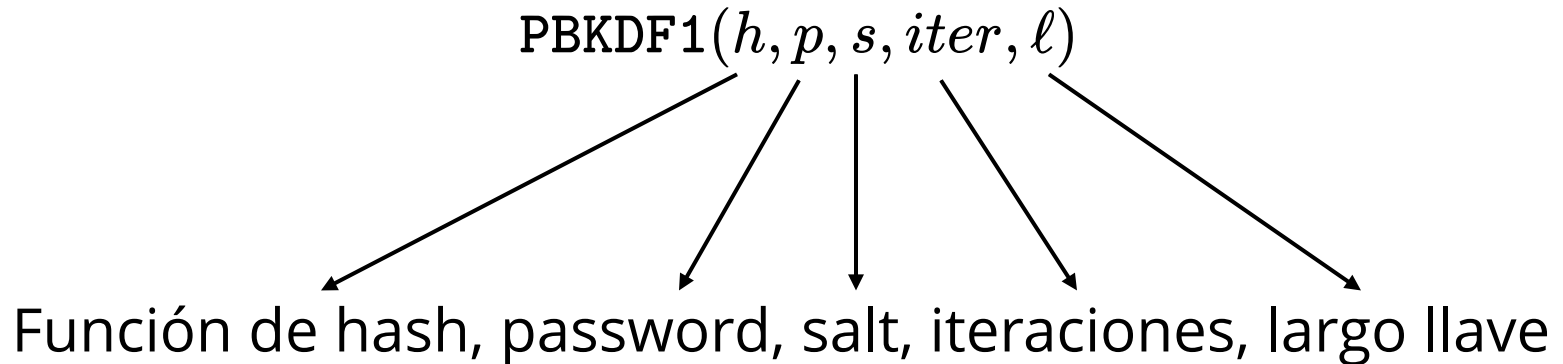 PBKDF1(h, p, s, iter, ℓ)
Función de hash, password, salt, iteraciones, largo llave